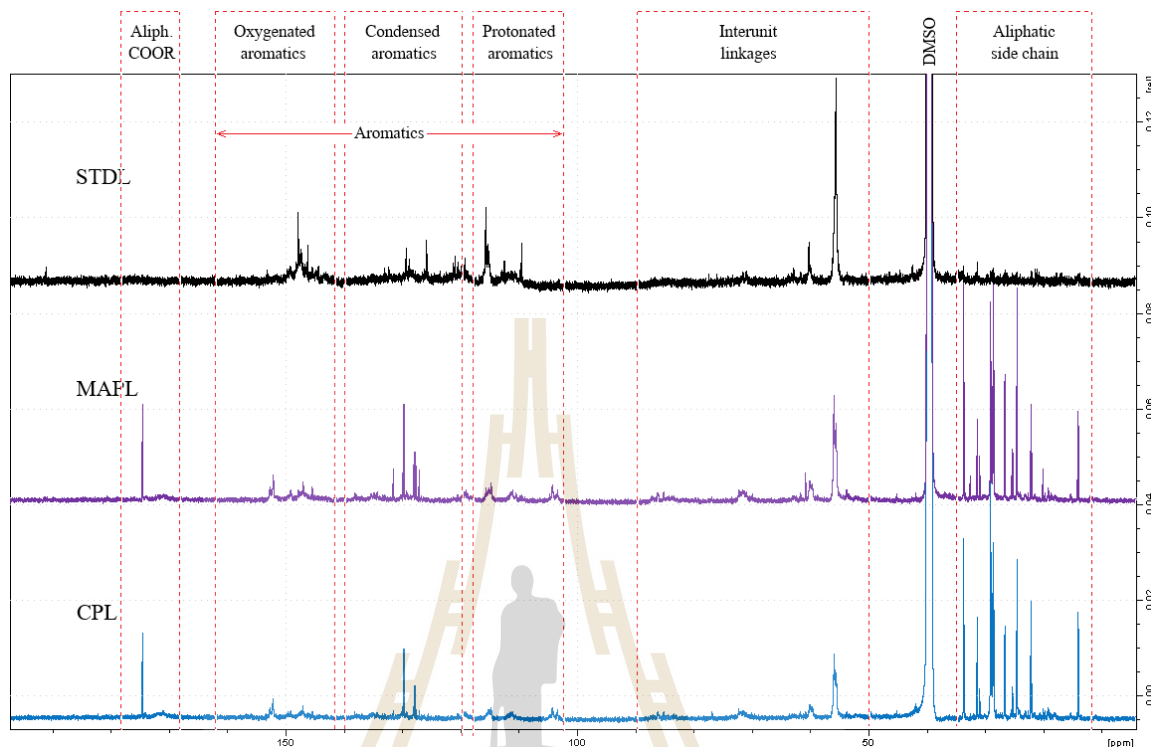 Aliph.
COOR
Oxygenated
aromatics
Condensed
aromatics
Protonated
aromatics
Interunit
linkages
DMSO
Aliphatic
side chain
[rel]
Aromatics
0.12
STDL
0.10
0.08
MAPL
0.06
0.04
CPL
0.02
0.00
150
100
50
[ppm]